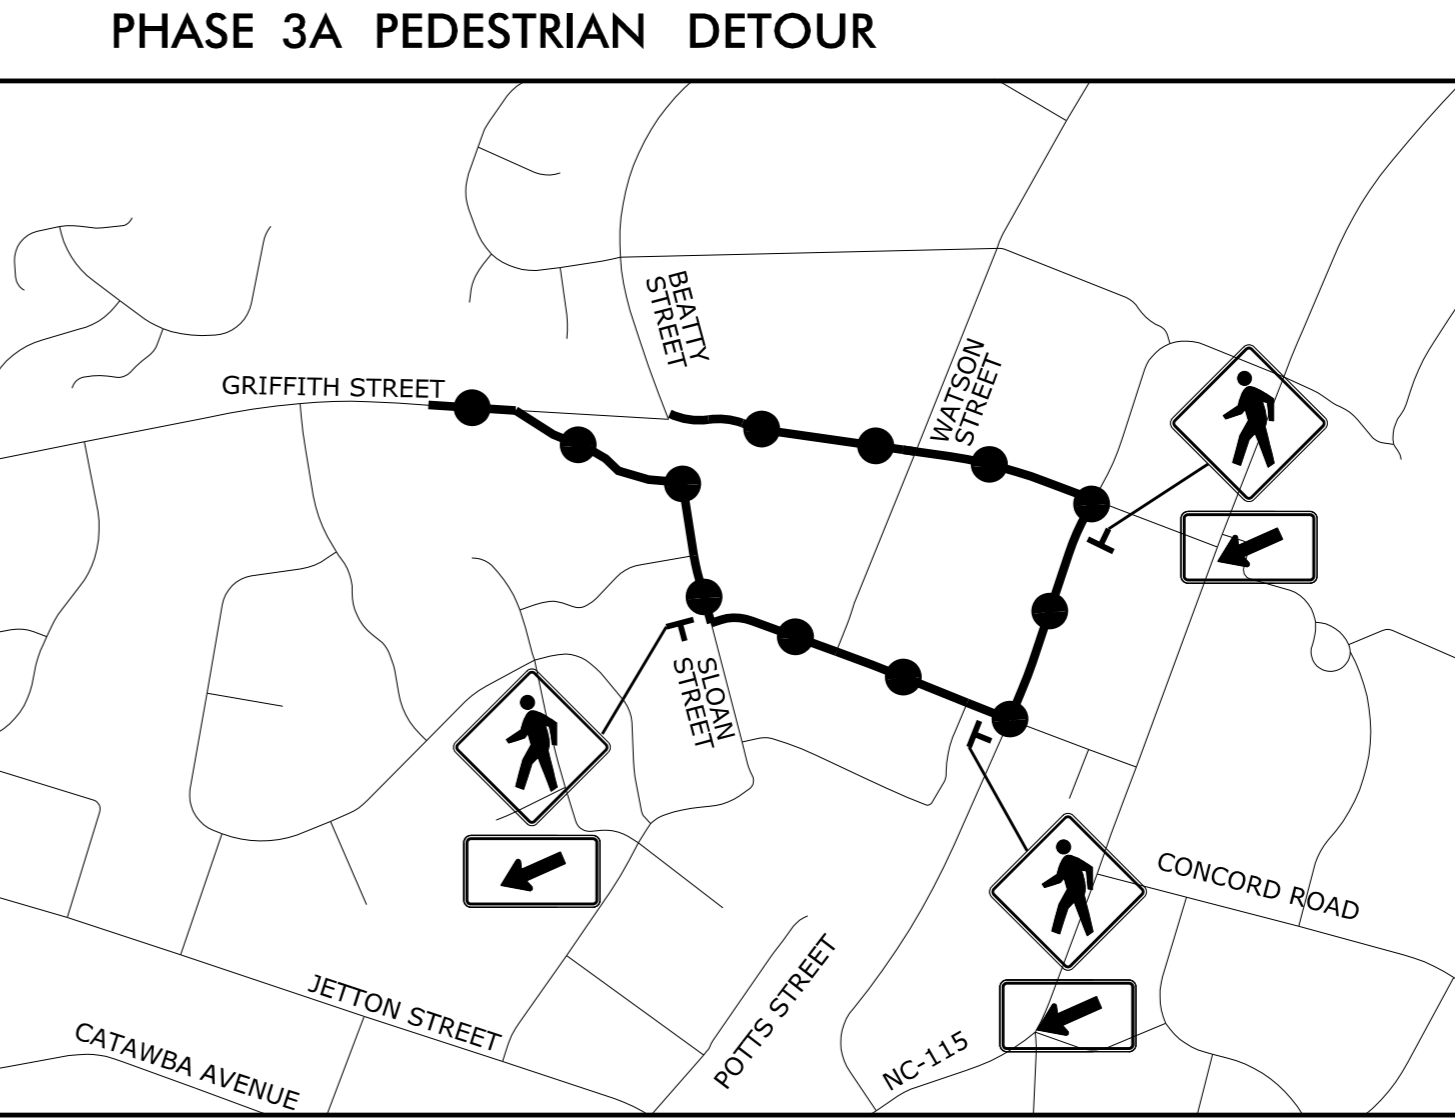 PHASE 3A PEDESTRIAN DETOUR
BEATTY
STREET
GRIFFITH STREET
WATSON
STREET
SLOAN
STREET
CONCORD ROAD
POTTS STREET
JETTON STREET
NC-115
CATAWBA AVENUE